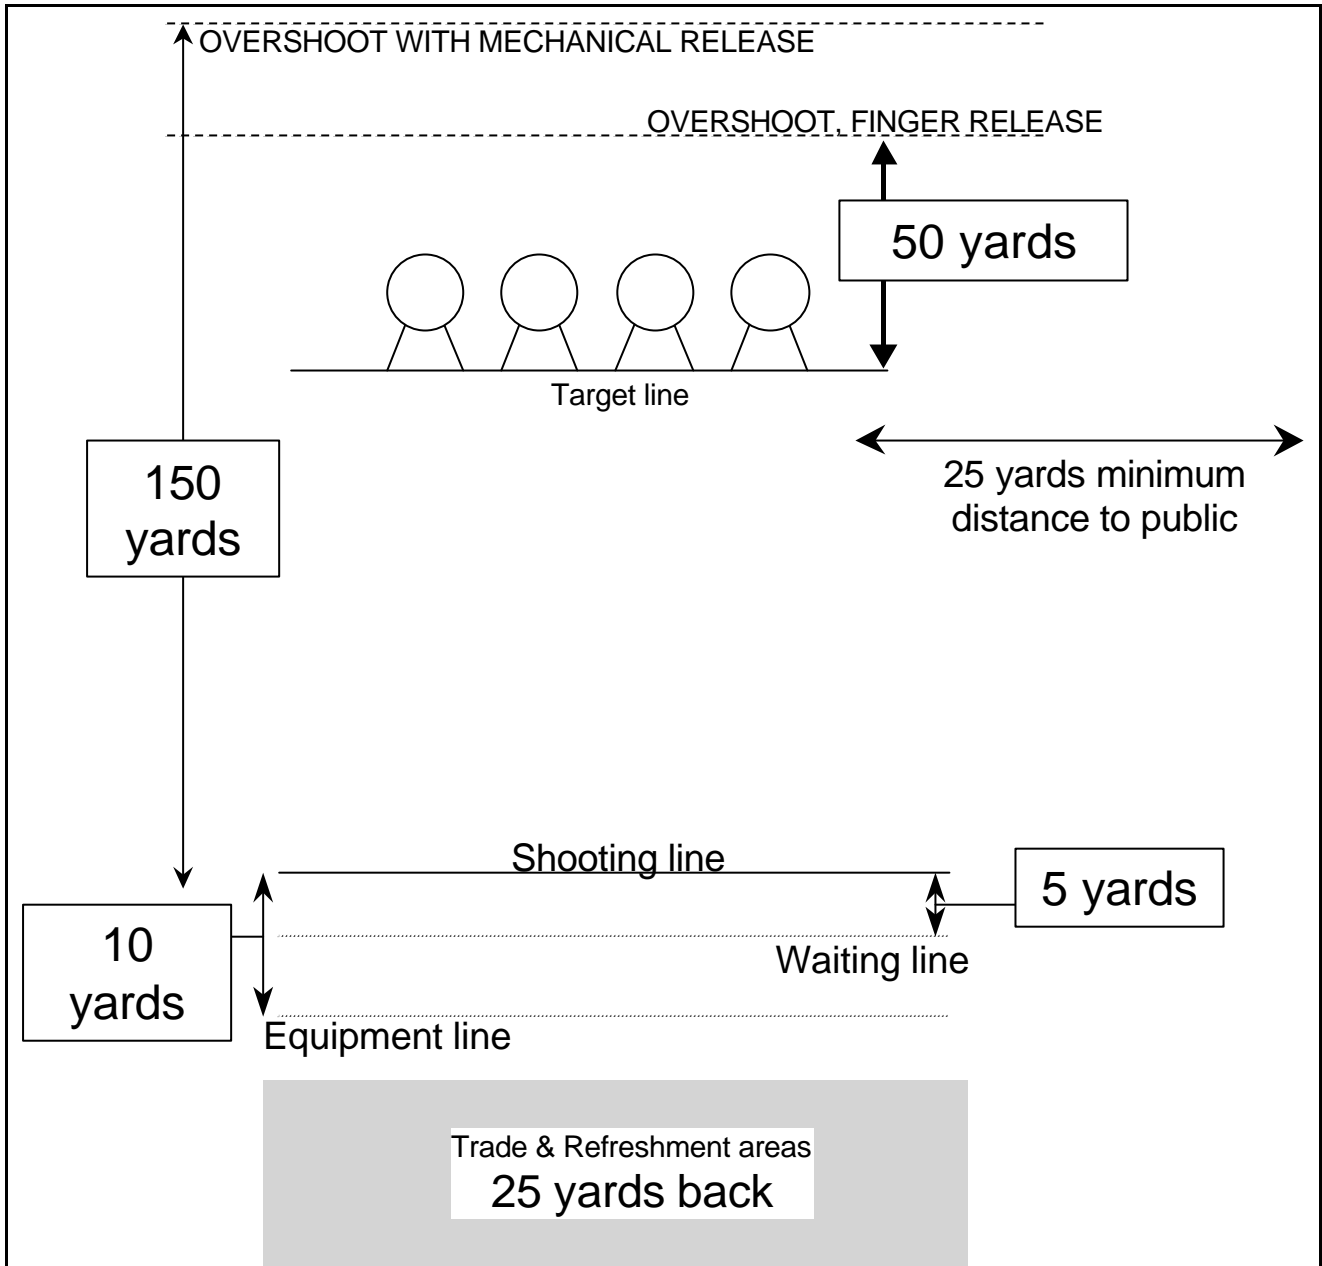 OVERSHOOT WITH MECHANICAL RELEASE
OVERSHOOT, FINGER RELEASE
50 yards
Target line
150
yards
25 yards minimum
distance to public
Shooting line
5 yards
10
yards
Waiting line
Equipment line
Trade & Refreshment areas
25 yards back